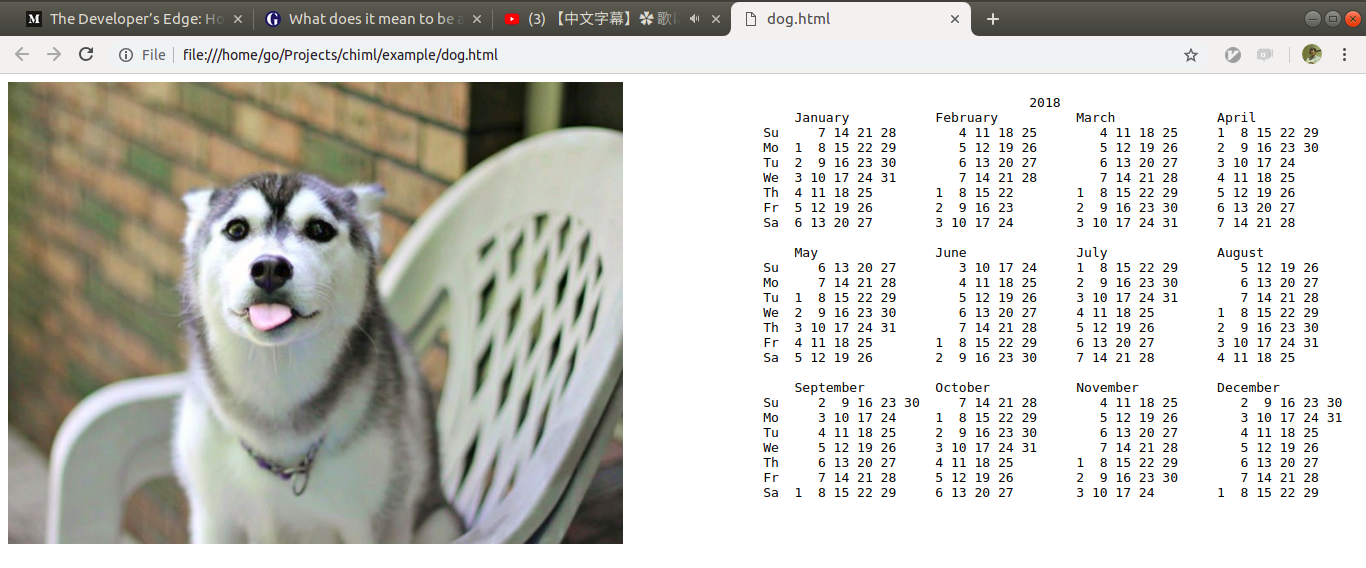 The Developer’s Edge: Ho
What does it mean to be a
(3) 【中文字幕】✽ 歌
dog.html
File
file:///home/go/Projects/chiml/example/dog.html
2018
January February March April
Su 7 14 21 28 4 11 18 25 4 11 18 25 1 8 15 22 29
Mo 1 8 15 22 29 5 12 19 26 5 12 19 26 2 9 16 23 30
Tu 2 9 16 23 30 6 13 20 27 6 13 20 27 3 10 17 24
We 3 10 17 24 31 7 14 21 28 7 14 21 28 4 11 18 25
Th 4 11 18 25 1 8 15 22 1 8 15 22 29 5 12 19 26
Fr 5 12 19 26 2 9 16 23 2 9 16 23 30 6 13 20 27
Sa 6 13 20 27 3 10 17 24 3 10 17 24 31 7 14 21 28
May June July August
Su 6 13 20 27 3 10 17 24 1 8 15 22 29 5 12 19 26
Mo 7 14 21 28 4 11 18 25 2 9 16 23 30 6 13 20 27
Tu 1 8 15 22 29 5 12 19 26 3 10 17 24 31 7 14 21 28
We 2 9 16 23 30 6 13 20 27 4 11 18 25 1 8 15 22 29
Th 3 10 17 24 31 7 14 21 28 5 12 19 26 2 9 16 23 30
Fr 4 11 18 25 1 8 15 22 29 6 13 20 27 3 10 17 24 31
Sa 5 12 19 26 2 9 16 23 30 7 14 21 28 4 11 18 25
September October November December
Su 2 9 16 23 30 7 14 21 28 4 11 18 25 2 9 16 23 30
Mo 3 10 17 24 1 8 15 22 29 5 12 19 26 3 10 17 24 31
Tu 4 11 18 25 2 9 16 23 30 6 13 20 27 4 11 18 25
We 5 12 19 26 3 10 17 24 31 7 14 21 28 5 12 19 26
Th 6 13 20 27 4 11 18 25 1 8 15 22 29 6 13 20 27
Fr 7 14 21 28 5 12 19 26 2 9 16 23 30 7 14 21 28
Sa 1 8 15 22 29 6 13 20 27 3 10 17 24 1 8 15 22 29